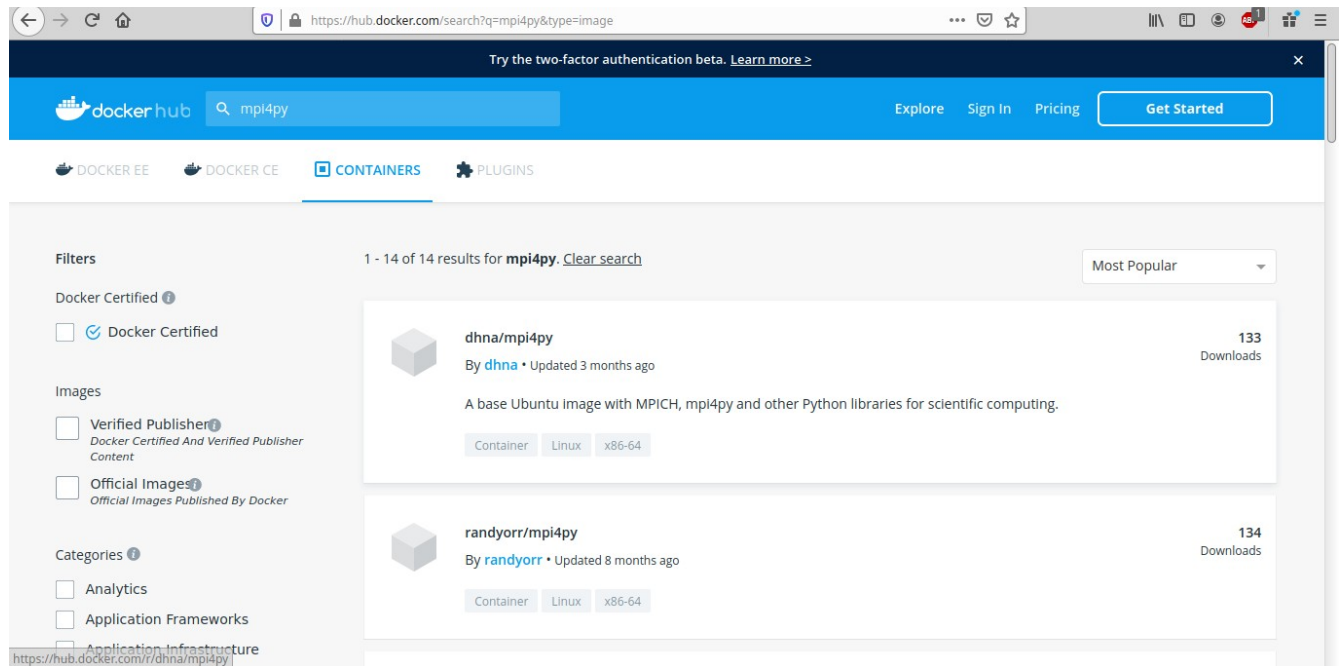 https://hub.docker.com/search?q=mpi4py&type=image
1
ABP
Try the two-factor authentication beta. Learn more >
docker hub
mpi4py
Explore
Sign In
Pricing
Get Started
DOCKER EE
DOCKER CE
CONTAINERS
PLUGINS
Filters
1 - 14 of 14 results for mpi4py. Clear search
Most Popular
Docker Certified
Docker Certified
Images
Verified Publisher
Docker Certified And Verified Publisher
Content
Official Images
Official Images Published By Docker
Categories
Analytics
Application Frameworks
Application Infrastructure
dhna/mpi4py
133
By dhna • Updated 3 months ago
Downloads
A base Ubuntu image with MPICH, mpi4py and other Python libraries for scientific computing.
Container
Linux
x86-64
randyorr/mpi4py
134
By randyorr • Updated 8 months ago
Downloads
Container
Linux
x86-64
https://hub.docker.com/r/dhna/mpi4py